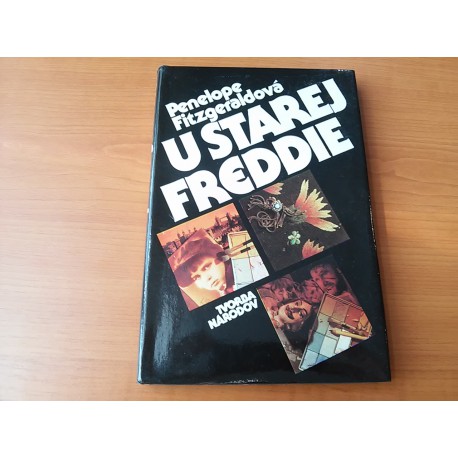 Penelope
Fitzgeraldová
U STAREJ
FREDDIE
TVORBA
NÁRODOV